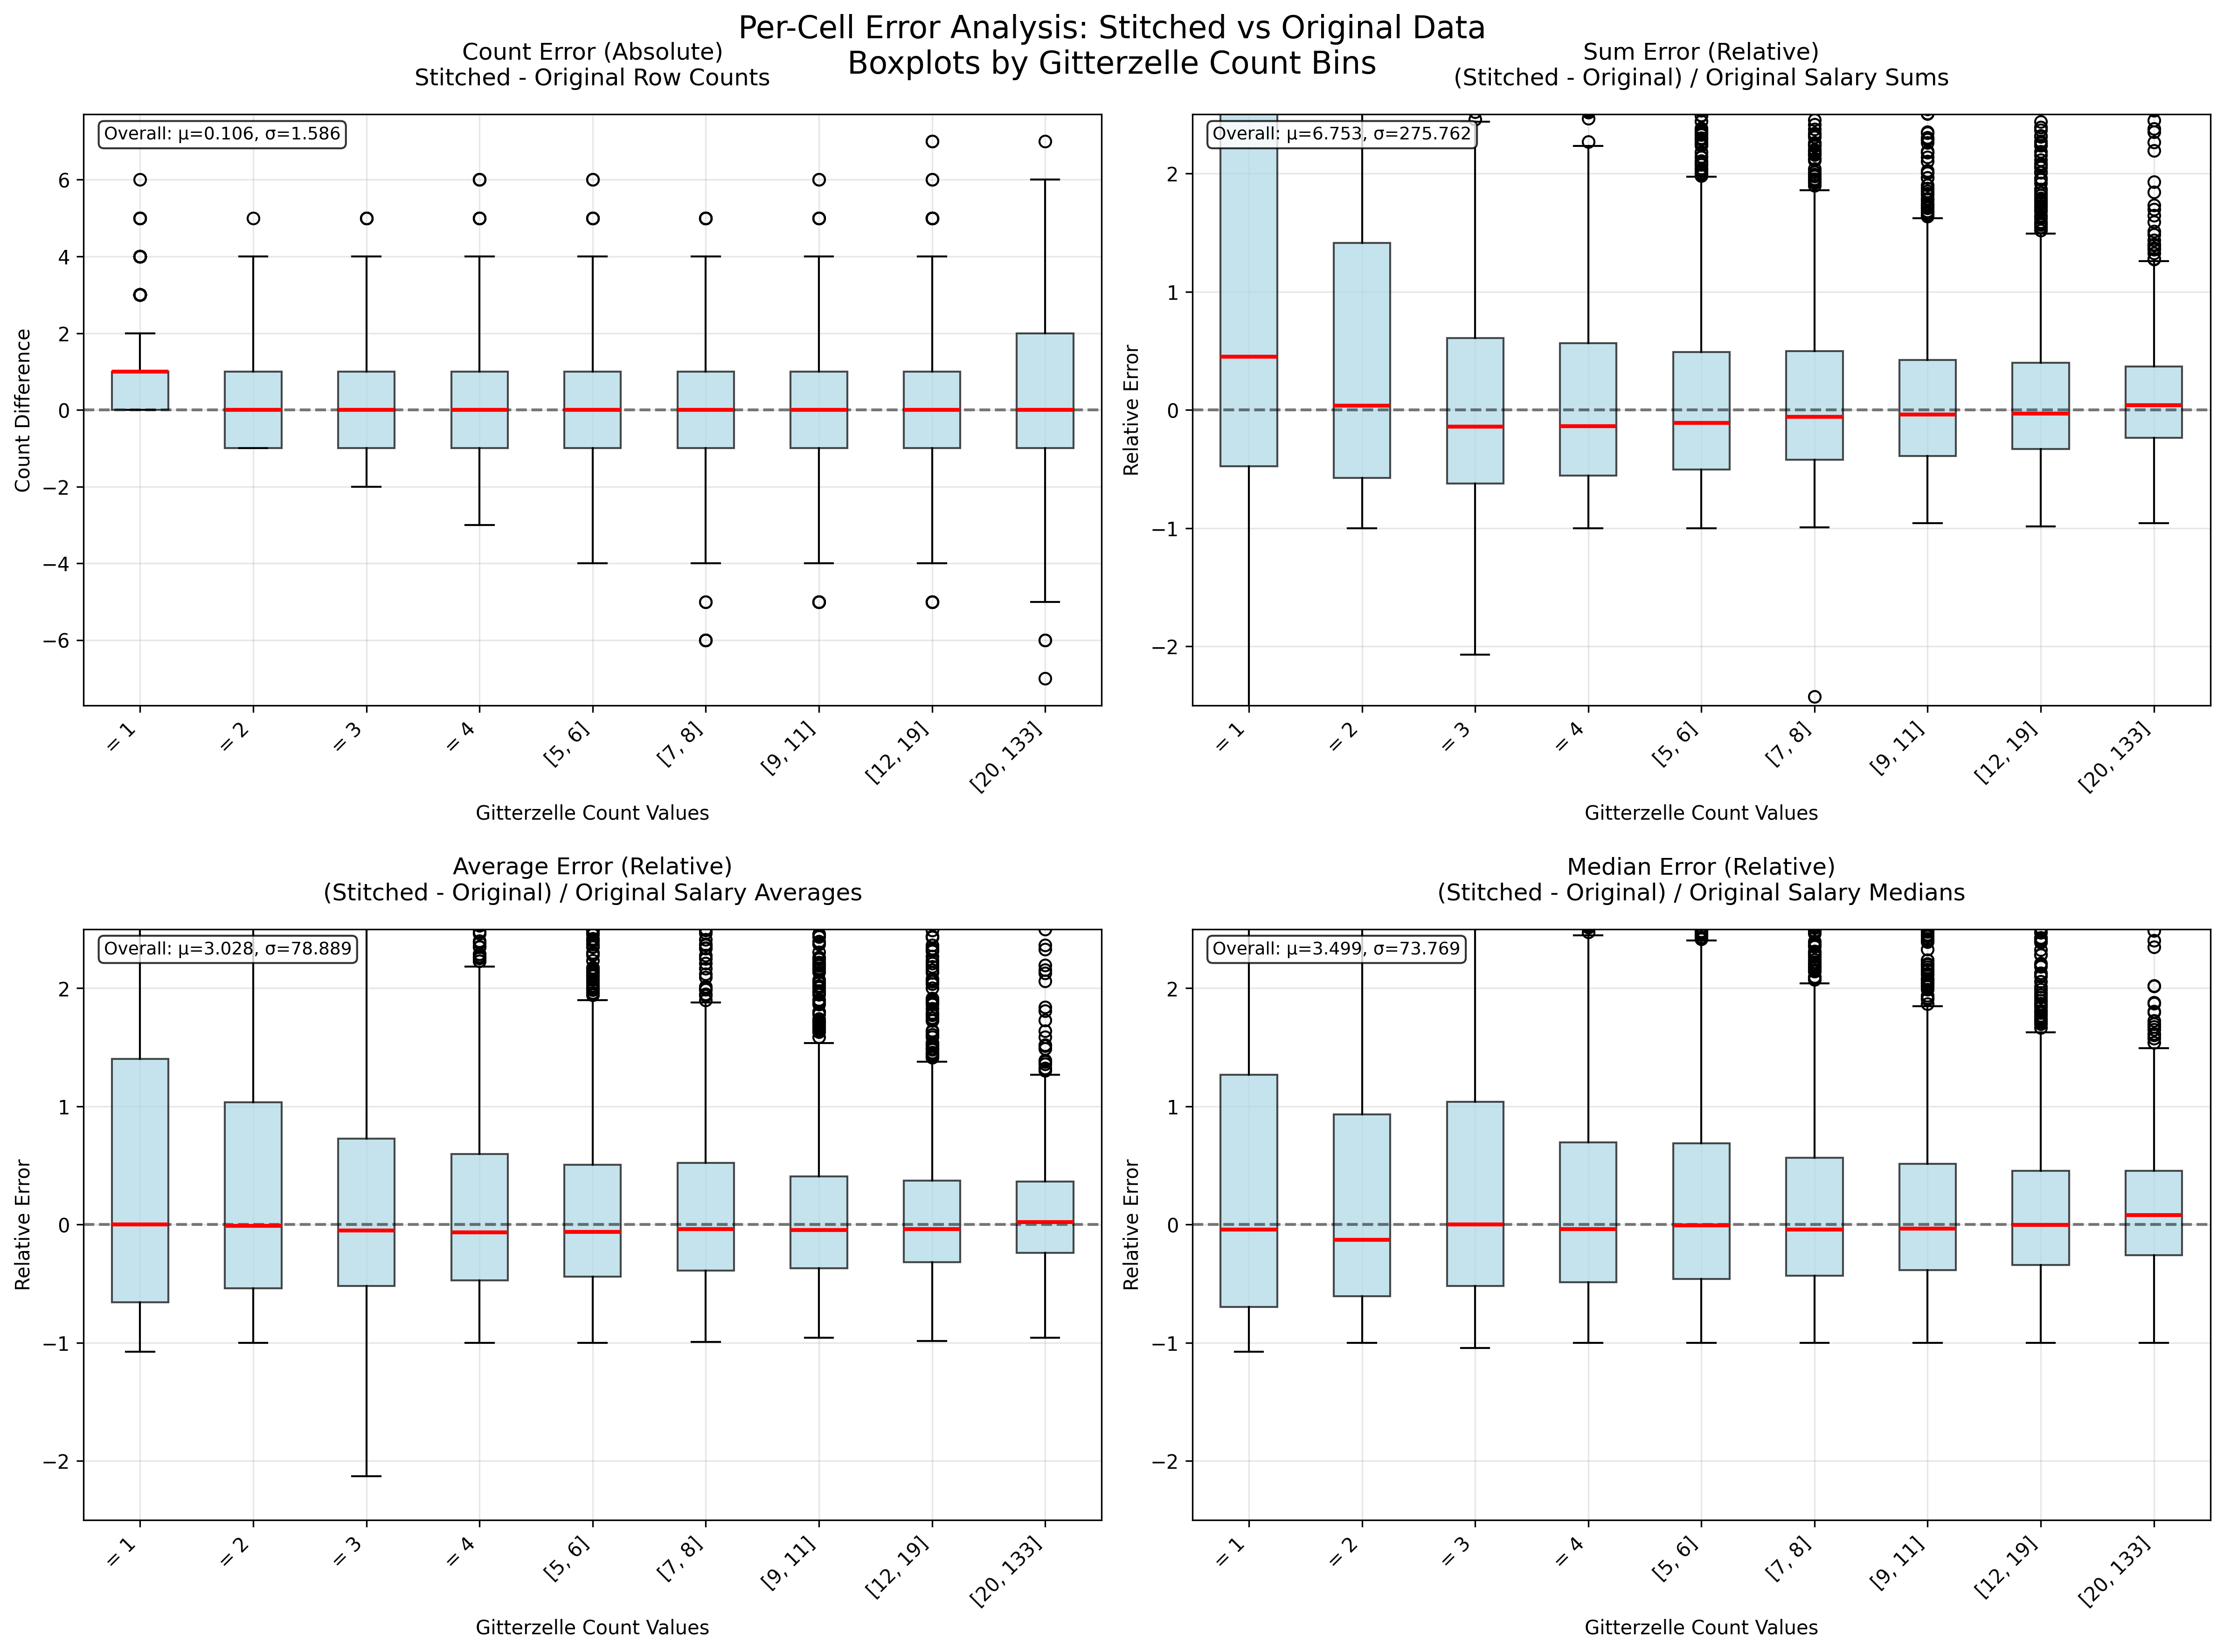 Per-Cell Error Analysis: Stitched vs Original Data
Boxplots by Gitterzelle Count Bins
Count Error (Absolute)
Stitched - Original Row Counts
Overall: μ=0.106, σ=1.586
Count Difference
6
4
2
0
−2
−4
−6
= 1
= 2
= 3
= 4
[5, 6]
[7, 8]
[9, 11]
[12, 19]
[20, 133]
Gitterzelle Count Values
Sum Error (Relative)
(Stitched - Original) / Original Salary Sums
Overall: μ=6.753, σ=275.762
Relative Error
2
1
0
−1
−2
= 1
= 2
= 3
= 4
[5, 6]
[7, 8]
[9, 11]
[12, 19]
[20, 133]
Gitterzelle Count Values
Average Error (Relative)
(Stitched - Original) / Original Salary Averages
Overall: μ=3.028, σ=78.889
Relative Error
2
1
0
−1
−2
= 1
= 2
= 3
= 4
[5, 6]
[7, 8]
[9, 11]
[12, 19]
[20, 133]
Gitterzelle Count Values
Median Error (Relative)
(Stitched - Original) / Original Salary Medians
Overall: μ=3.499, σ=73.769
Relative Error
2
1
0
−1
−2
= 1
= 2
= 3
= 4
[5, 6]
[7, 8]
[9, 11]
[12, 19]
[20, 133]
Gitterzelle Count Values